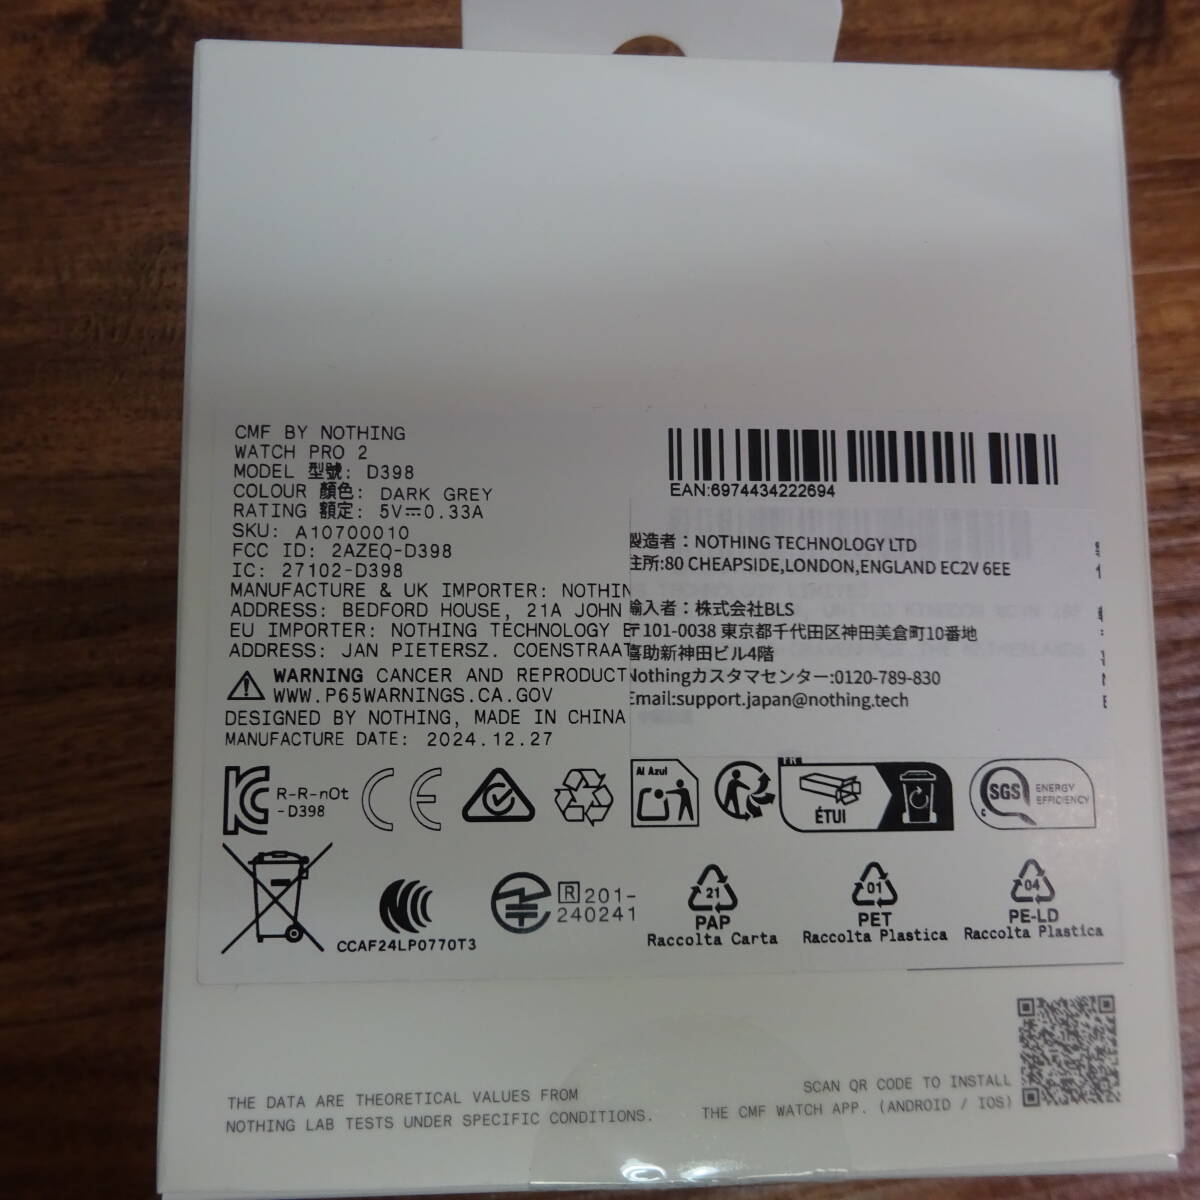 CMF BY NOTHING
WATCH PRO 2
MODEL 型號: D398
COLOUR 顏色: DARK GREY
RATING 額定: 5V⎓0.33A
SKU: A10700010
FCC ID: 2AZEQ-D398
IC: 27102-D398
MANUFACTURE & UK IMPORTER: NOTHIN
ADDRESS: BEDFORD HOUSE, 21A JOHN
EU IMPORTER: NOTHING TECHNOLOGY
ADDRESS: JAN PIETERSZ. COENSTRAAT
WARNING CANCER AND REPRODUCT
WWW.P65WARNINGS.CA.GOV
DESIGNED BY NOTHING, MADE IN CHINA
MANUFACTURE DATE: 2024.12.27
EAN:6974434222694
製造者：NOTHING TECHNOLOGY LTD
住所:80 CHEAPSIDE,LONDON,ENGLAND EC2V 6EE
輸入者：株式会社BLS
〒101-0038 東京都千代田区神田美倉町10番地
喜助新神田ビル4階
Nothingカスタマセンター:0120-789-830
Email:support.japan@nothing.tech
R-R-nOt
-D398
CE
Al Azul
FR
ÉTUI
SGS
ENERGY
EFFICIENCY
CCAF24LP0770T3
R 201-
240241
21
PAP
Raccolta Carta
01
PET
Raccolta Plastica
04
PE-LD
Raccolta Plastica
THE DATA ARE THEORETICAL VALUES FROM
NOTHING LAB TESTS UNDER SPECIFIC CONDITIONS.
SCAN QR CODE TO INSTALL
THE CMF WATCH APP. (ANDROID / IOS)